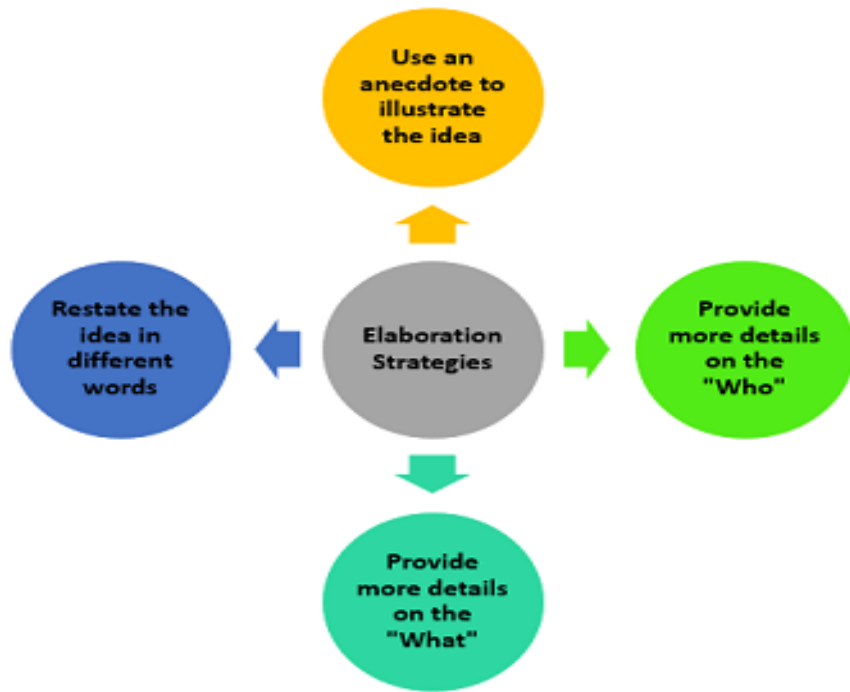 Use an
anecdote to
illustrate
the idea
Restate the
idea in
different
words
Elaboration
Strategies
Provide
more details
on the
"Who"
Provide
more details
on the
"What"